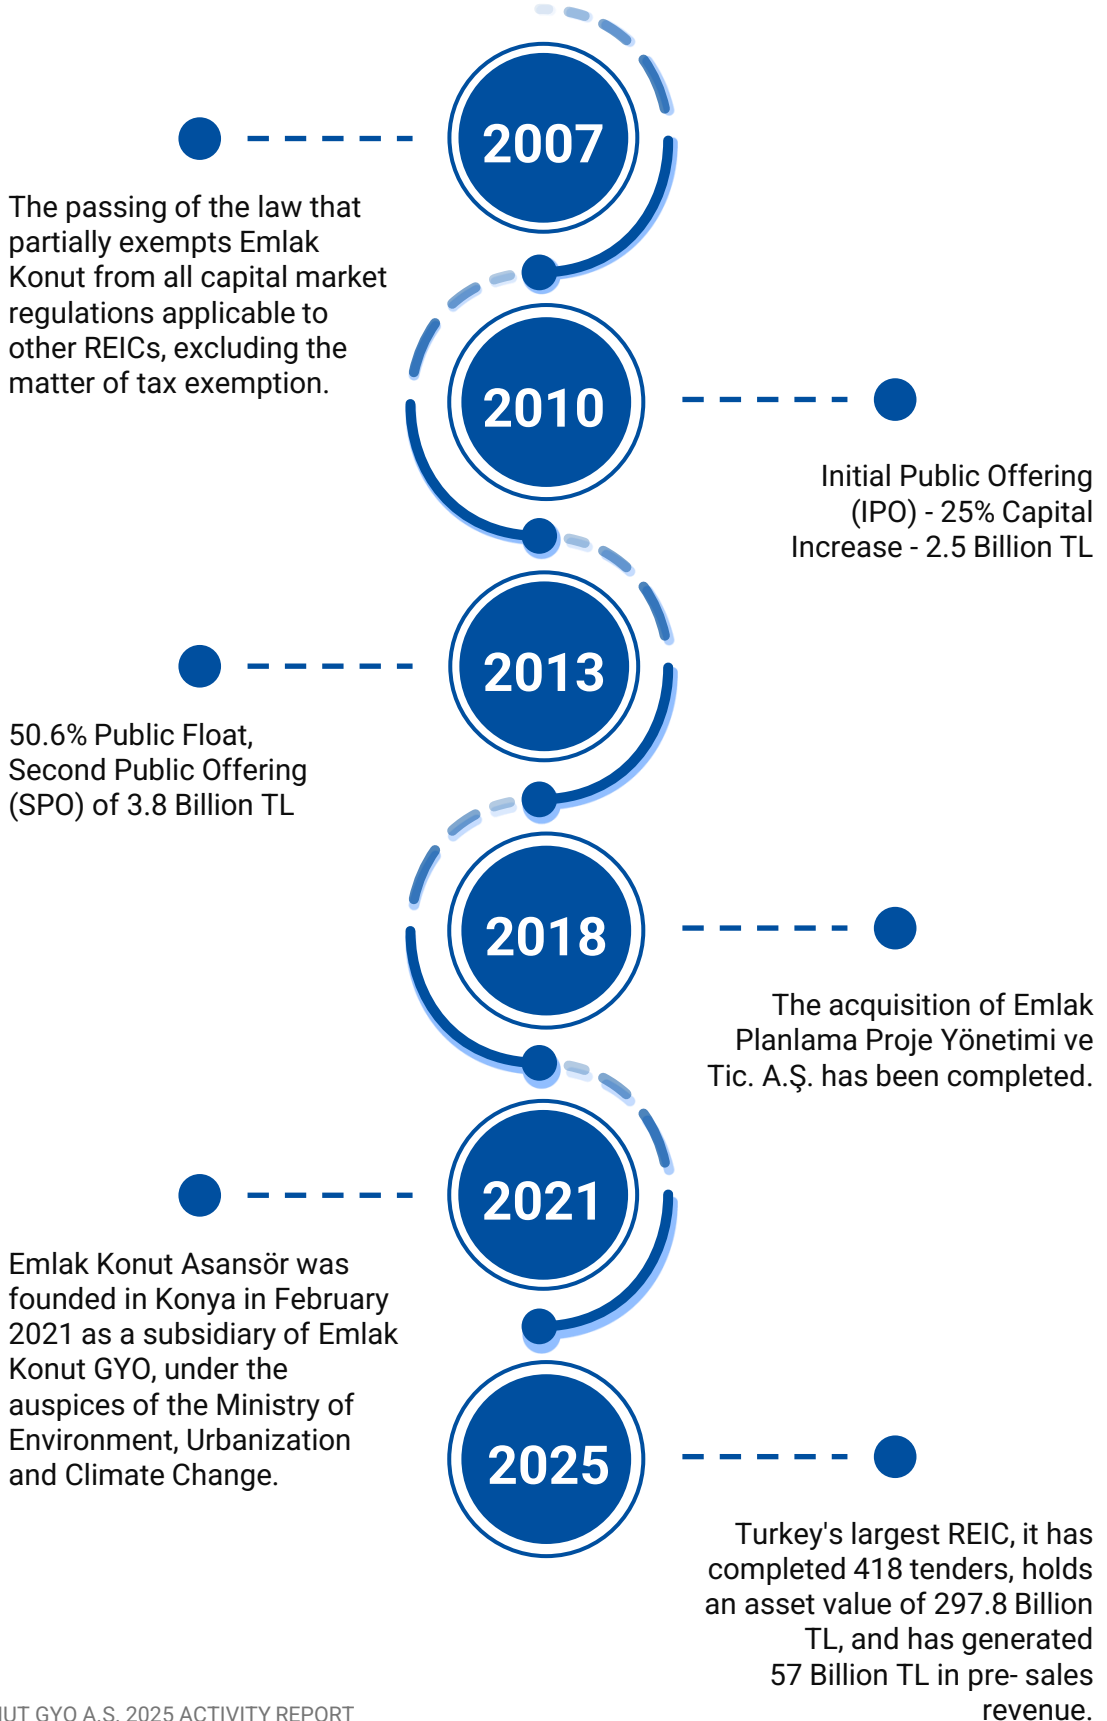 2007
The passing of the law that
partially exempts Emlak
Konut from all capital market
regulations applicable to
other REICs, excluding the
matter of tax exemption.
2010
Initial Public Offering
(IPO) - 25% Capital
Increase - 2.5 Billion TL
2013
50.6% Public Float,
Second Public Offering
(SPO) of 3.8 Billion TL
2018
The acquisition of Emlak
Planlama Proje Yönetimi ve
Tic. A.Ş. has been completed.
2021
Emlak Konut Asansör was
founded in Konya in February
2021 as a subsidiary of Emlak
Konut GYO, under the
auspices of the Ministry of
Environment, Urbanization
and Climate Change.
2025
Turkey's largest REIC, it has
completed 418 tenders, holds
an asset value of 297.8 Billion
TL, and has generated
57 Billion TL in pre- sales
revenue.
GYO A.S. 2025 ACTIVITY REPORT